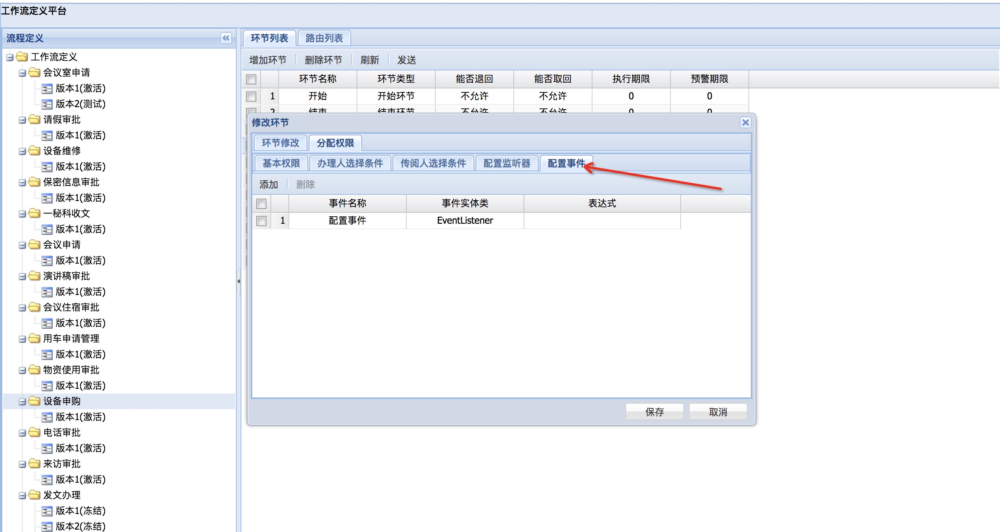 工作流定义平台
流程定义
工作流定义
会议室申请
版本1(激活)
版本2(测试)
请假审批
版本1(激活)
设备维修
版本1(激活)
保密信息审批
版本1(激活)
一秘科收文
版本1(激活)
会议申请
版本1(激活)
演讲稿审批
版本1(激活)
会议住宿审批
版本1(激活)
用车申请管理
版本1(激活)
物资使用审批
版本1(激活)
设备申购
版本1(激活)
电话审批
版本1(激活)
来访审批
版本1(激活)
发文办理
版本1(冻结)
版本2(冻结)
环节列表 路由列表
增加环节 删除环节 刷新 发送
环节名称 环节类型 能否退回 能否取回 执行期限 预警期限
1 开始 开始环节 不允许 不允许 0 0
2 结束 结束环节 不允许 不允许 0 0
修改环节
环节修改 分配权限
基本权限 办理人选择条件 传阅人选择条件 配置监听器 配置事件
添加 删除
事件名称 事件实体类 表达式
1 配置事件 EventListener
保存 取消